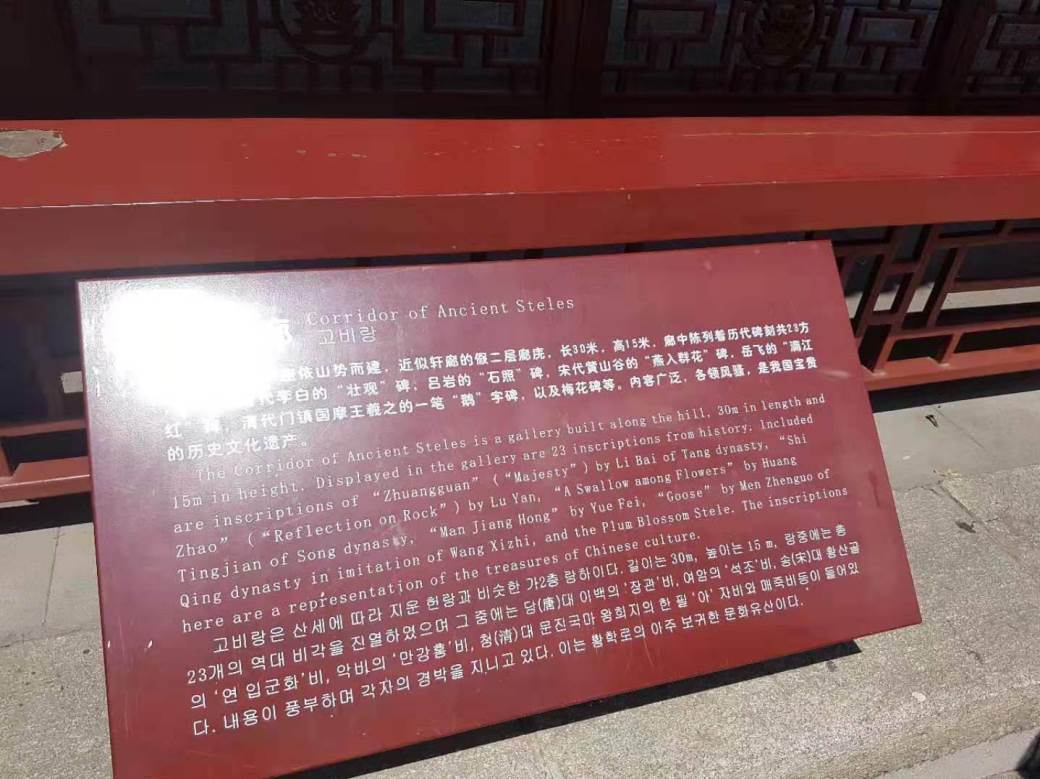 廊 Corridor of Ancient Steles
고비랑
依山势而建，近似轩廊的假二层廊庑，长30米，高15米，廊中陈列着历代碑刻共23方
代李白的“壮观”碑，吕岩的“石照”碑，宋代黄山谷的“燕入群花”碑，岳飞的“满江
红”碑，清代门镇国摩王羲之的一笔“鹅”字碑，以及梅花碑等。内容广泛，各领风骚，是我国宝贵
的历史文化遗产。
The Corridor of Ancient Steles is a gallery built along the hill, 30m in length and
15m in height. Displayed in the gallery are 23 inscriptions from history. Included
are inscriptions of “Zhuangguan” (“Majesty”) by Li Bai of Tang dynasty, “Shi
Zhao” (“Reflection on Rock”) by Lu Yan, “A Swallow among Flowers” by Huang
Tingjian of Song dynasty, “Man Jiang Hong” by Yue Fei, “Goose” by Men Zhenguo of
Qing dynasty in imitation of Wang Xizhi, and the Plum Blossom Stele. The inscriptions
here are a representation of the treasures of Chinese culture.
고비랑은 산세에 따라 지운 헌랑과 비슷한 가2층 랑하이다. 길이는 30m, 높이는 15 m, 랑중에는 총
23개의 역대 비각을 진열하였으며 그 중에는 당(唐)대 이백의 ‘장관’비, 여암의 ‘석조’비, 송(宋)대 황산골
의 ‘연 입군화’비, 악비의 ‘만강홍’비, 청(清)대 문진국마 왕희지의 한 필 ‘아’ 자비와 매죽비등이 들어있
다. 내용이 풍부하며 각자의 경박을 지니고 있다. 이는 황학로의 아주 보귀한 문화유산이다.